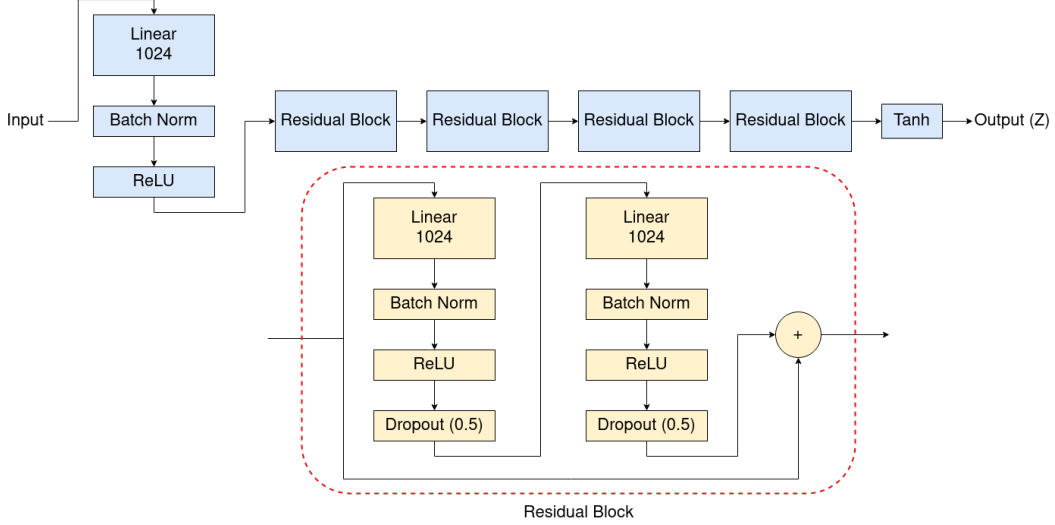 Linear
1024
Input
Batch Norm
ReLU
Residual Block
Residual Block
Residual Block
Residual Block
Tanh
Output (Z)
Linear
1024
Batch Norm
ReLU
Dropout (0.5)
Linear
1024
Batch Norm
ReLU
Dropout (0.5)
+
Residual Block